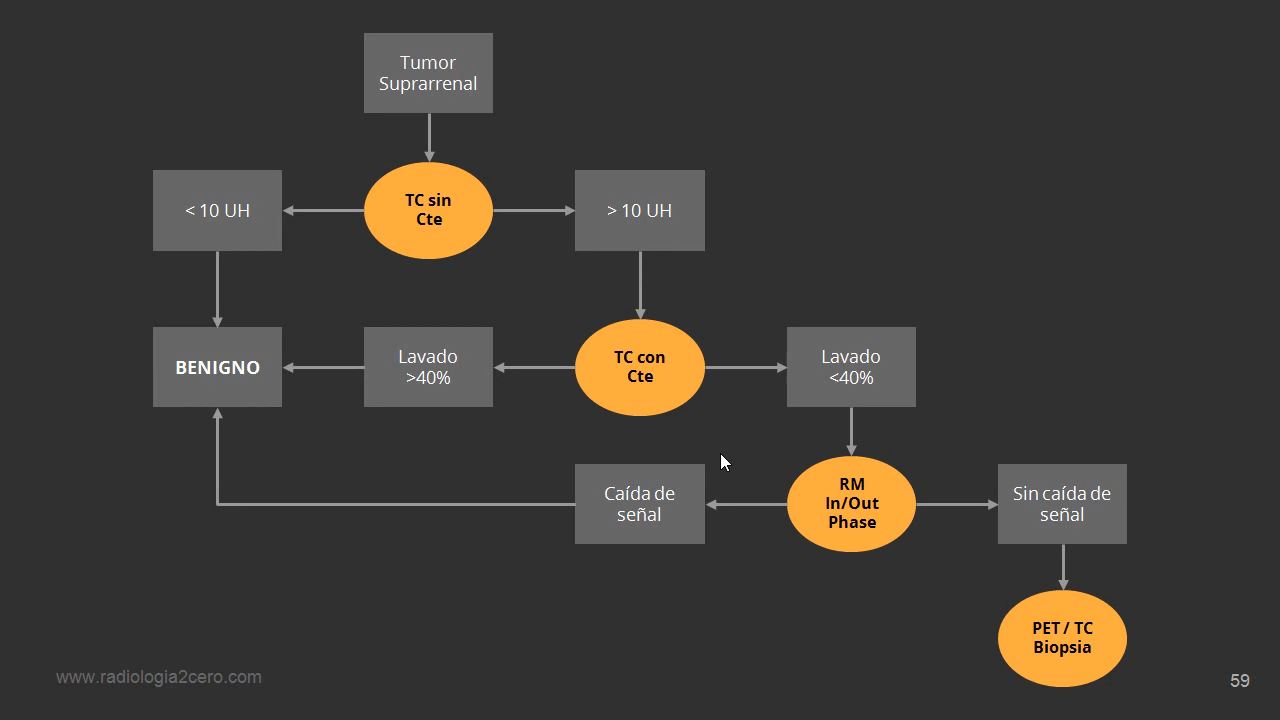 Tumor
Suprarrenal
< 10 UH
TC sin
Cte
> 10 UH
BENIGNO
Lavado
>40%
TC con
Cte
Lavado
<40%
Caída de
señal
RM
In/Out
Phase
Sin caída de
señal
PET / TC
Biopsia
www.radiologia2cero.com
59